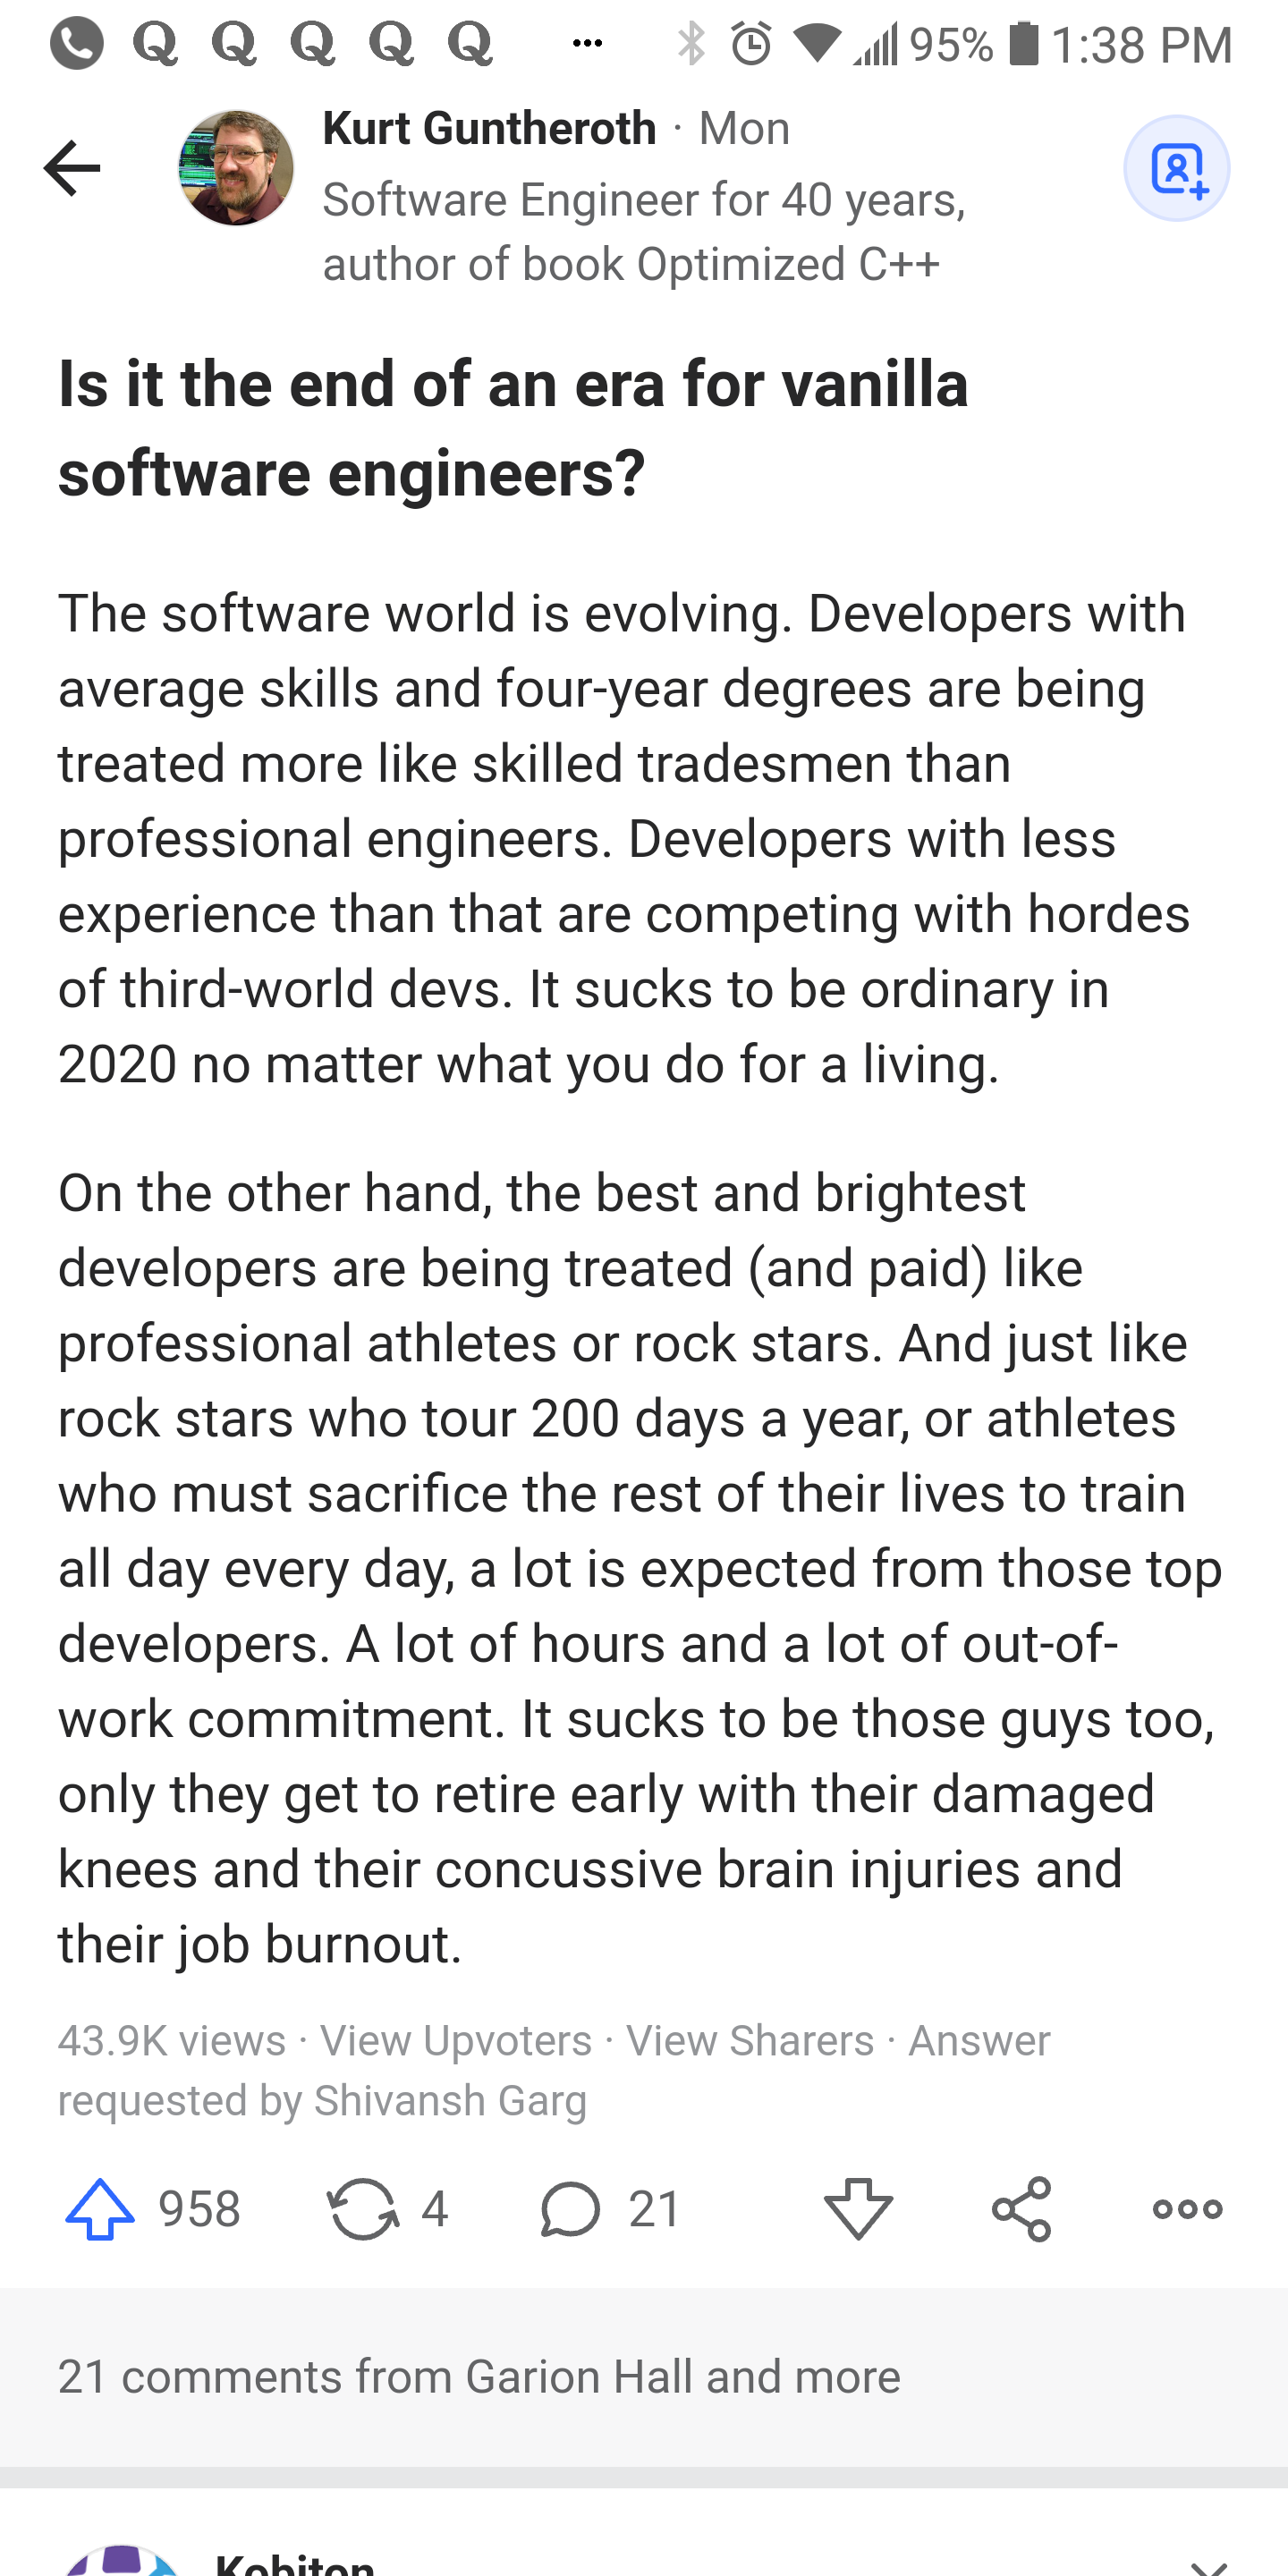 95% 1:38 PM
Kurt Guntheroth · Mon
Software Engineer for 40 years,
author of book Optimized C++
Is it the end of an era for vanilla
software engineers?
The software world is evolving. Developers with
average skills and four-year degrees are being
treated more like skilled tradesmen than
professional engineers. Developers with less
experience than that are competing with hordes
of third-world devs. It sucks to be ordinary in
2020 no matter what you do for a living.
On the other hand, the best and brightest
developers are being treated (and paid) like
professional athletes or rock stars. And just like
rock stars who tour 200 days a year, or athletes
who must sacrifice the rest of their lives to train
all day every day, a lot is expected from those top
developers. A lot of hours and a lot of out-of-
work commitment. It sucks to be those guys too,
only they get to retire early with their damaged
knees and their concussive brain injuries and
their job burnout.
43.9K views · View Upvoters · View Sharers · Answer
requested by Shivansh Garg
958 4 21
21 comments from Garion Hall and more
Kobiton